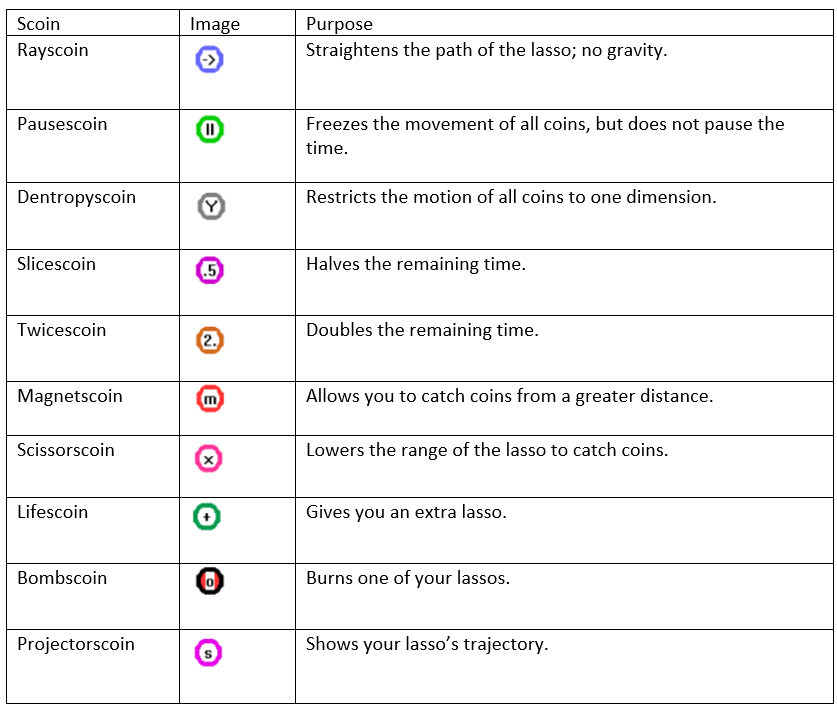 Scoin Image Purpose
Rayscoin -> Straightens the path of the lasso; no gravity.
Pausescoin II Freezes the movement of all coins, but does not pause the
time.
Dentropyscoin Y Restricts the motion of all coins to one dimension.
Slicescoin .5 Halves the remaining time.
Twicescoin 2. Doubles the remaining time.
Magnetscoin m Allows you to catch coins from a greater distance.
Scissorscoin x Lowers the range of the lasso to catch coins.
Lifescoin + Gives you an extra lasso.
Bombscoin o Burns one of your lassos.
Projectorscoin s Shows your lasso’s trajectory.